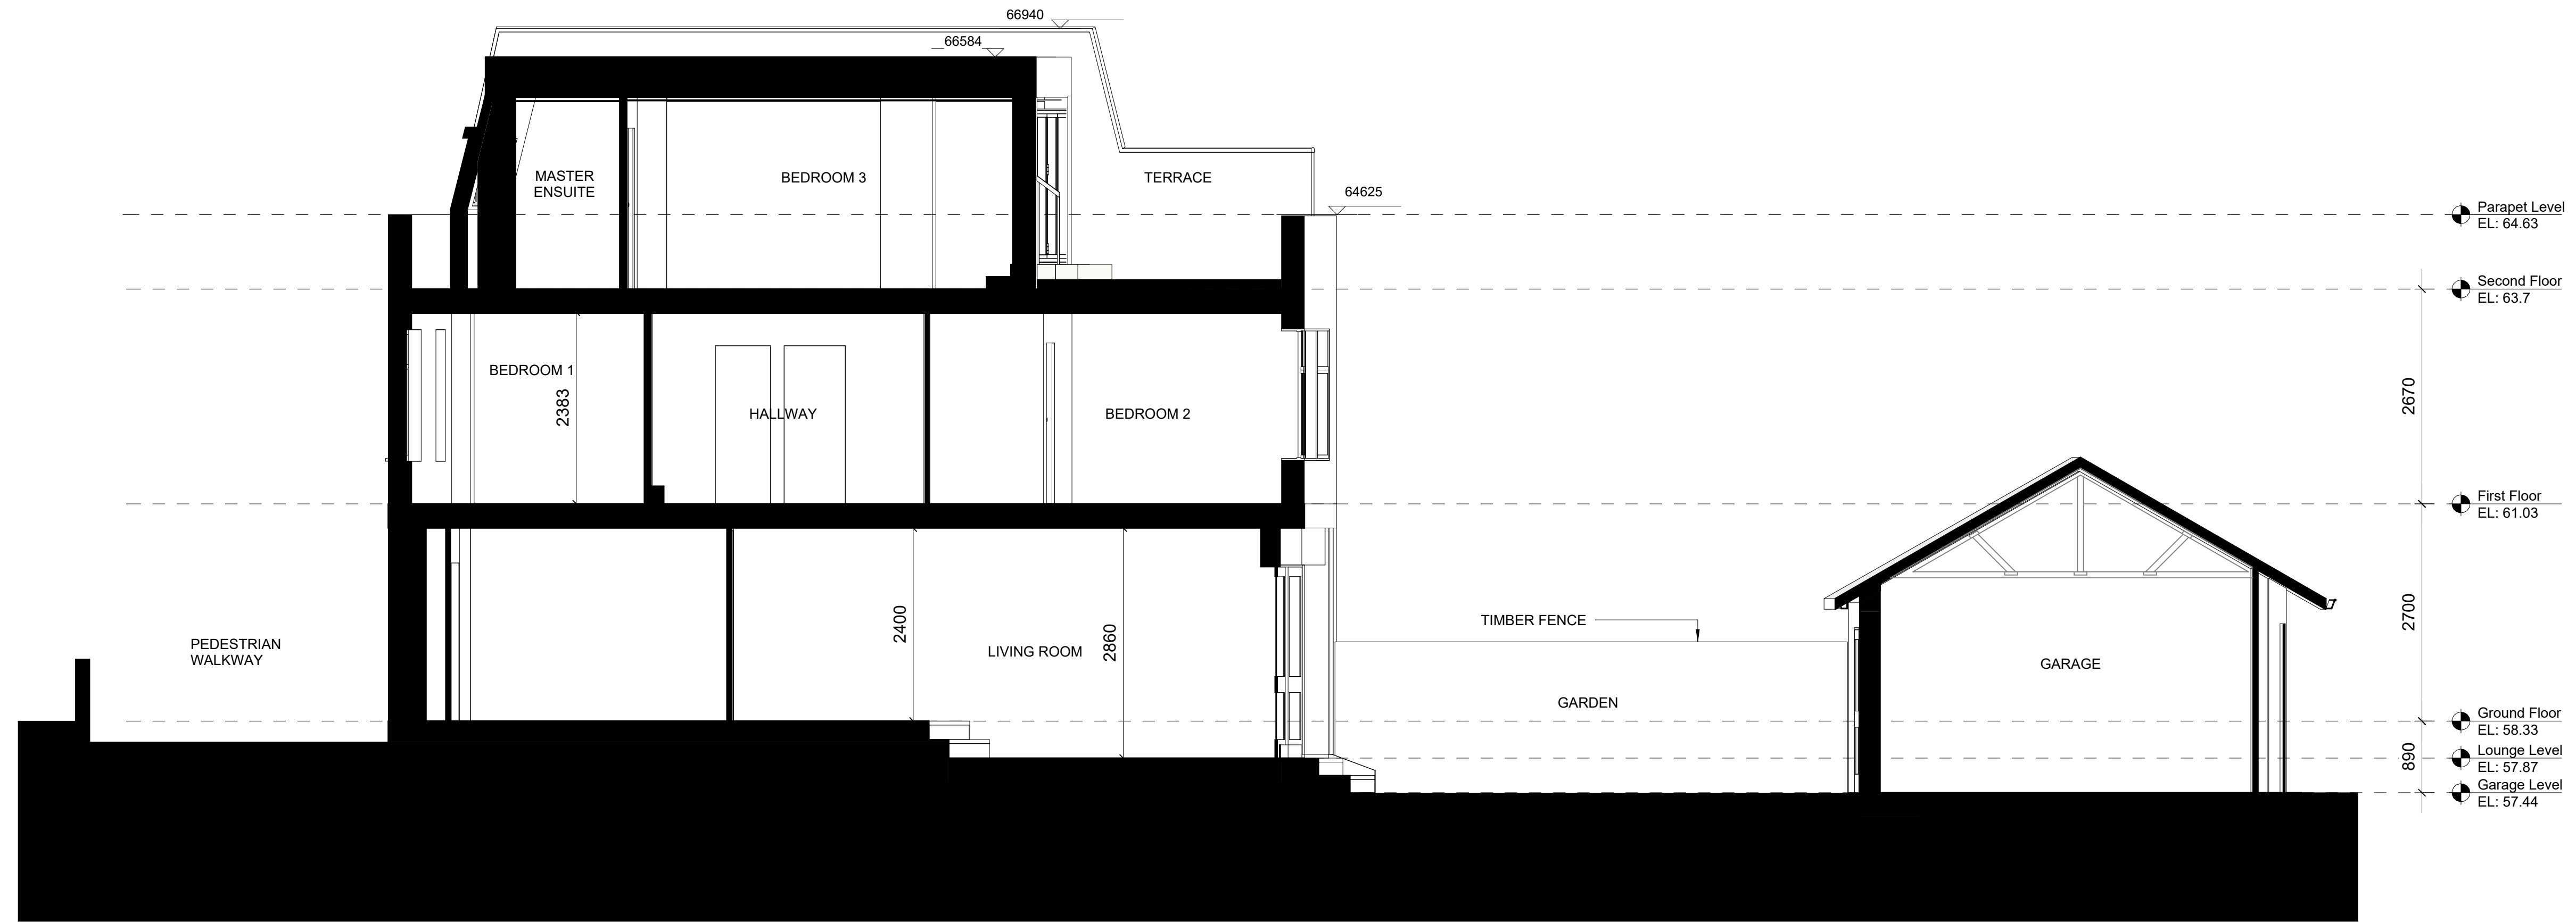 66940
66584
MASTER
ENSUITE
BEDROOM 3
TERRACE
64625
Parapet Level
EL: 64.63
Second Floor
EL: 63.7
BEDROOM 1
2383
HALLWAY
BEDROOM 2
2670
First Floor
EL: 61.03
PEDESTRIAN
WALKWAY
2400
LIVING ROOM
2860
TIMBER FENCE
GARDEN
GARAGE
2700
Ground Floor
EL: 58.33
890
Lounge Level
EL: 57.87
Garage Level
EL: 57.44